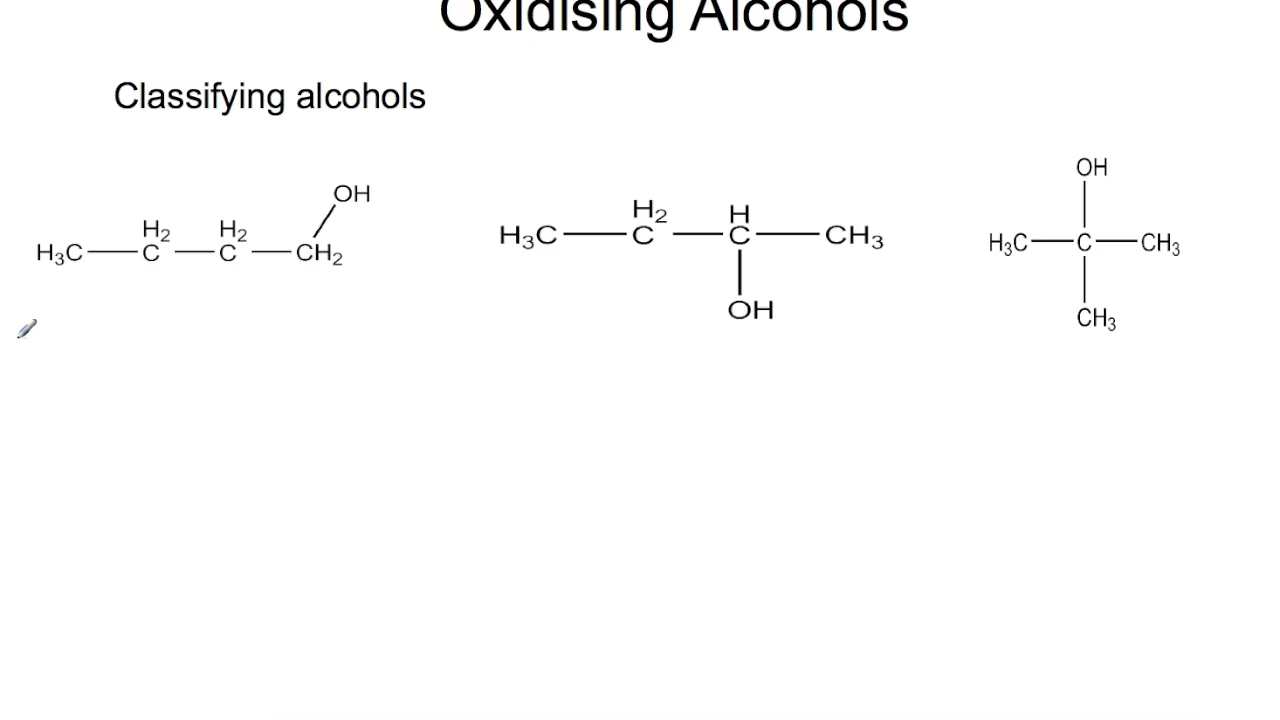 Oxidising Alcohols
Classifying alcohols
OH
H₂ H₂
H₃C C C CH₂
H₂ H
H₃C C C CH₃
OH
OH
H₃C C CH₃
CH₃